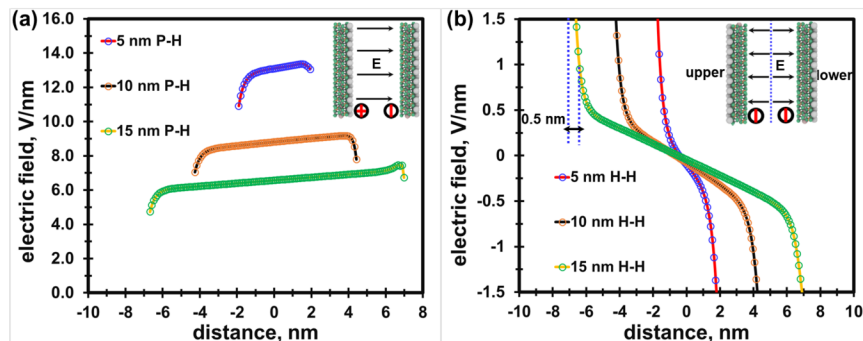 (a)
16.0
14.0
12.0
10.0
8.0
6.0
4.0
2.0
0.0
electric field, V/nm
5 nm P-H
10 nm P-H
15 nm P-H
E
+
-10 -8 -6 -4 -2 0 2 4 6 8
distance, nm
(b)
1.5
1
0.5
0
-0.5
-1
-1.5
electric field, V/nm
0.5 nm
upper
E
lower
5 nm H-H
10 nm H-H
15 nm H-H
-10 -8 -6 -4 -2 0 2 4 6 8 10
distance, nm